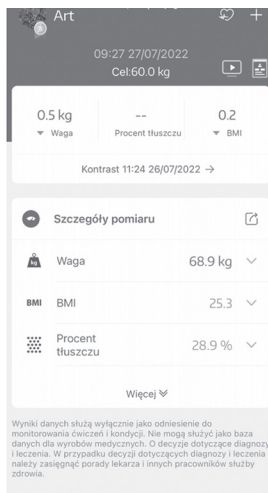 Art
09:27 27/07/2022
Cel:60.0 kg
0.5 kg -- 0.2
Waga Procent tłuszczu BMI
Kontrast 11:24 26/07/2022 →
Szczegóły pomiaru
kg Waga 68.9 kg
BMI BMI 25.3
Procent
tłuszczu 28.9 %
Więcej
Wyniki danych służą wyłącznie jako odniesienie do
monitorowania ćwiczeń i kondycji. Nie mogą służyć jako baza
danych dla wyrobów medycznych. O decyzje dotyczące diagnozy
i leczenia. W przypadku decyzji dotyczących diagnozy i leczenia
należy zasięgnąć porady lekarza i innych pracowników służby
zdrowia.